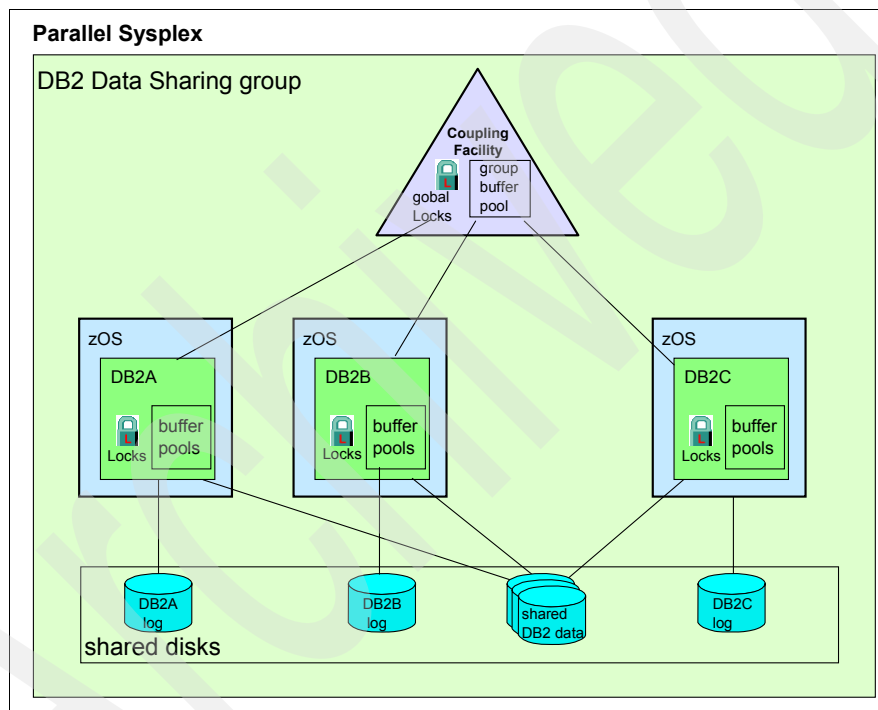 Parallel Sysplex
DB2 Data Sharing group
Coupling
Facility
L
gobal
Locks
group
buffer
pool
zOS
DB2A
L
Locks
buffer
pools
zOS
DB2B
L
Locks
buffer
pools
zOS
DB2C
L
Locks
buffer
pools
DB2A
log
DB2B
log
shared
DB2 data
DB2C
log
shared disks